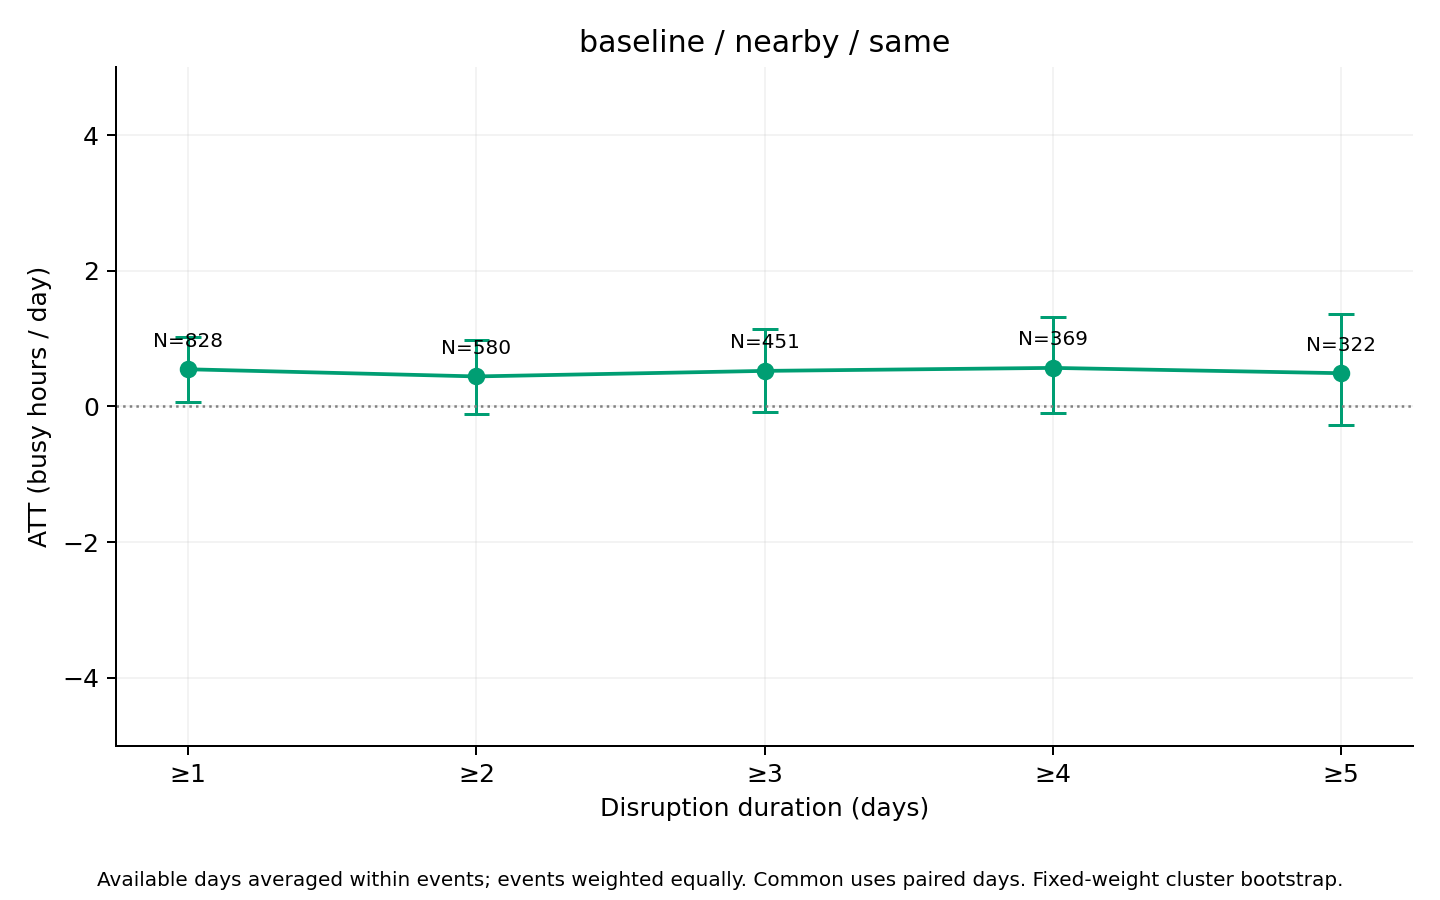 baseline / nearby / same
ATT (busy hours / day)
4
2
0
−2
−4
N=828
N=580
N=451
N=369
N=322
≥1
≥2
≥3
≥4
≥5
Disruption duration (days)
Available days averaged within events; events weighted equally. Common uses paired days. Fixed-weight cluster bootstrap.